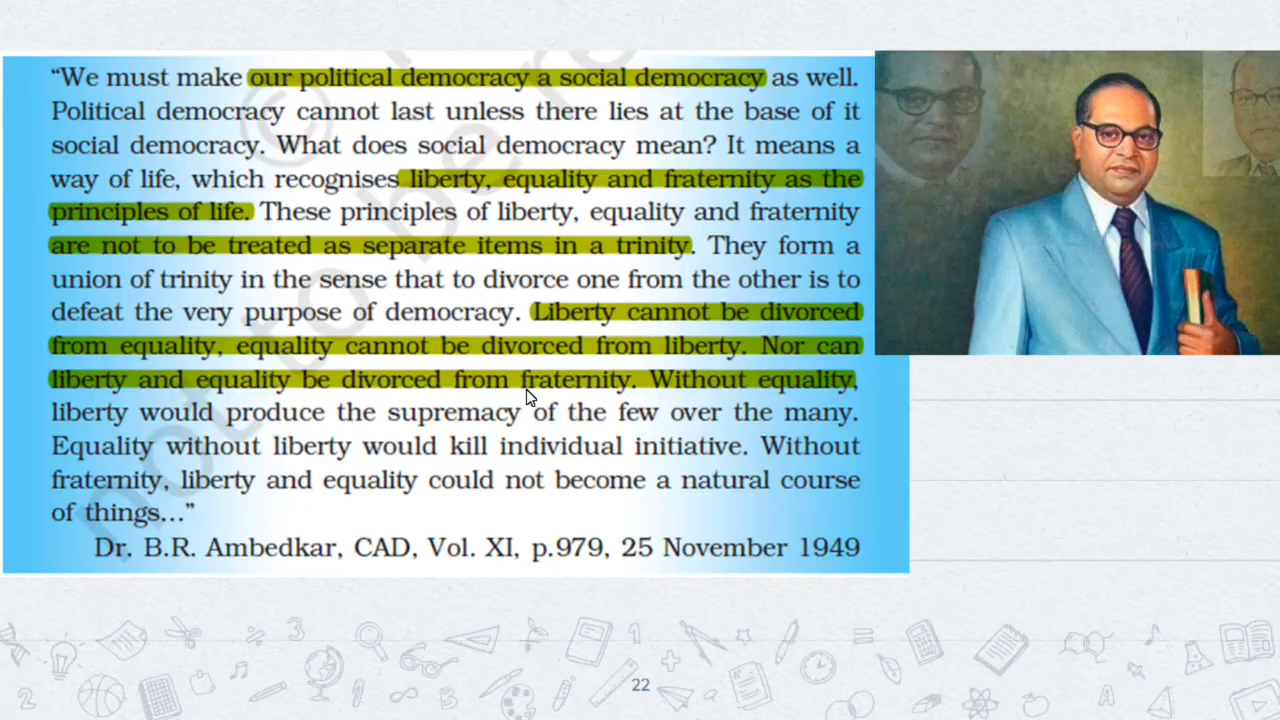 “We must make our political democracy a social democracy as well.
Political democracy cannot last unless there lies at the base of it
social democracy. What does social democracy mean? It means a
way of life, which recognises liberty, equality and fraternity as the
principles of life. These principles of liberty, equality and fraternity
are not to be treated as separate items in a trinity. They form a
union of trinity in the sense that to divorce one from the other is to
defeat the very purpose of democracy. Liberty cannot be divorced
from equality, equality cannot be divorced from liberty. Nor can
liberty and equality be divorced from fraternity. Without equality,
liberty would produce the supremacy of the few over the many.
Equality without liberty would kill individual initiative. Without
fraternity, liberty and equality could not become a natural course
of things...”
Dr. B.R. Ambedkar, CAD, Vol. XI, p.979, 25 November 1949
22